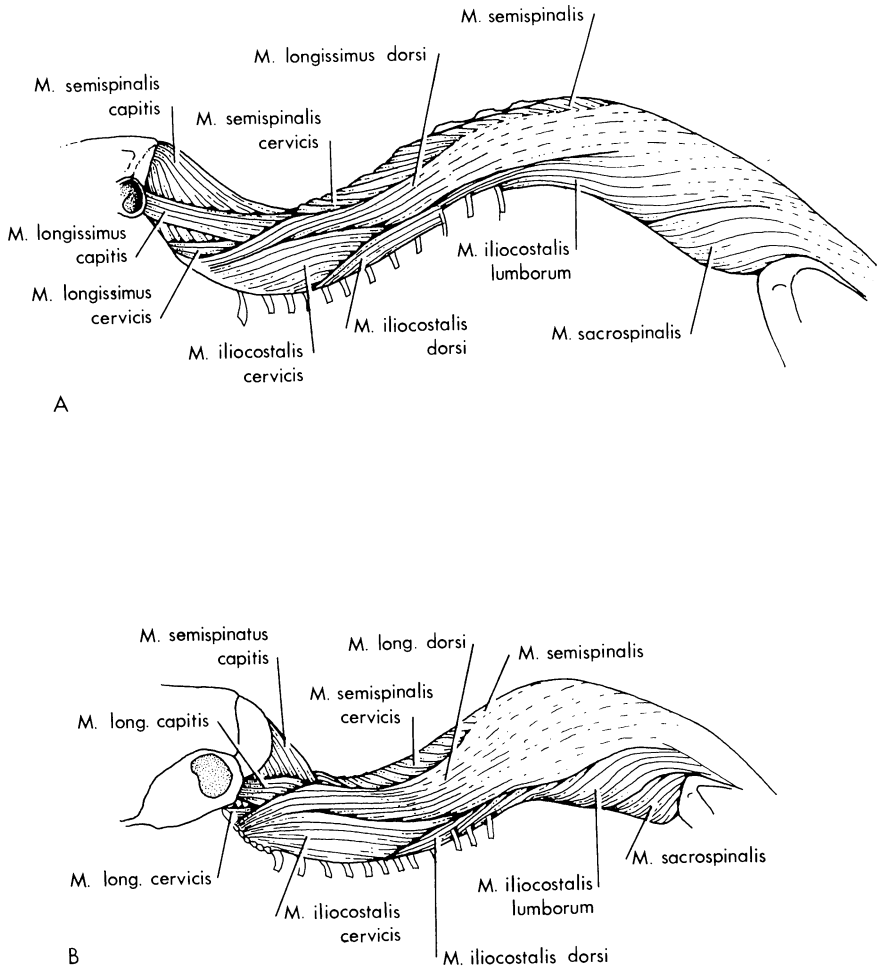 M. semispinalis
M. longissimus dorsi
M. semispinalis
capitis
M. semispinalis
cervicis
M. longissimus
capitis
M. longissimus
cervicis
M. iliocostalis
lumborum
M. iliocostalis
dorsi
M. sacrospinalis
M. iliocostalis
cervicis
A
M. semispinatus
capitis
M. long. dorsi
M. semispinalis
M. semispinalis
cervicis
M. long. capitis
M. sacrospinalis
M. long. cervicis
M. iliocostalis
lumborum
M. iliocostalis
cervicis
B
M. iliocostalis dorsi